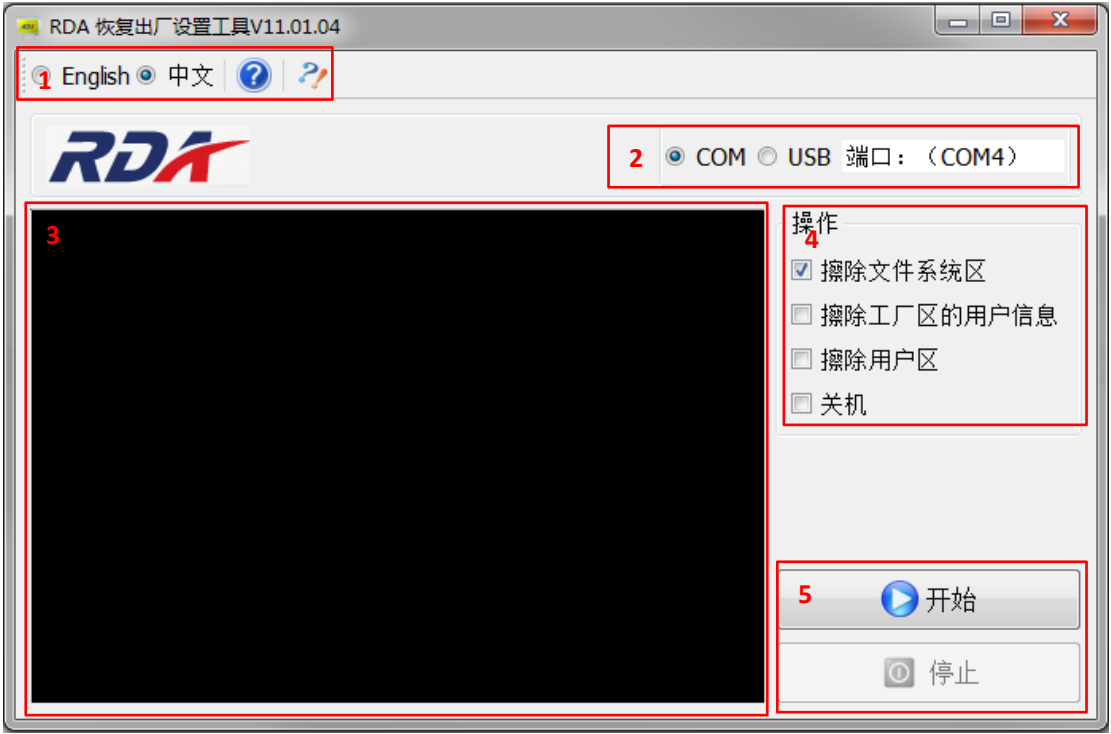 RDA 恢复出厂设置工具V11.01.04
1 English 中文
RDA
2 COM USB 端口：（COM4）
3
操作
4
擦除文件系统区
擦除工厂区的用户信息
擦除用户区
关机
5 开始
停止